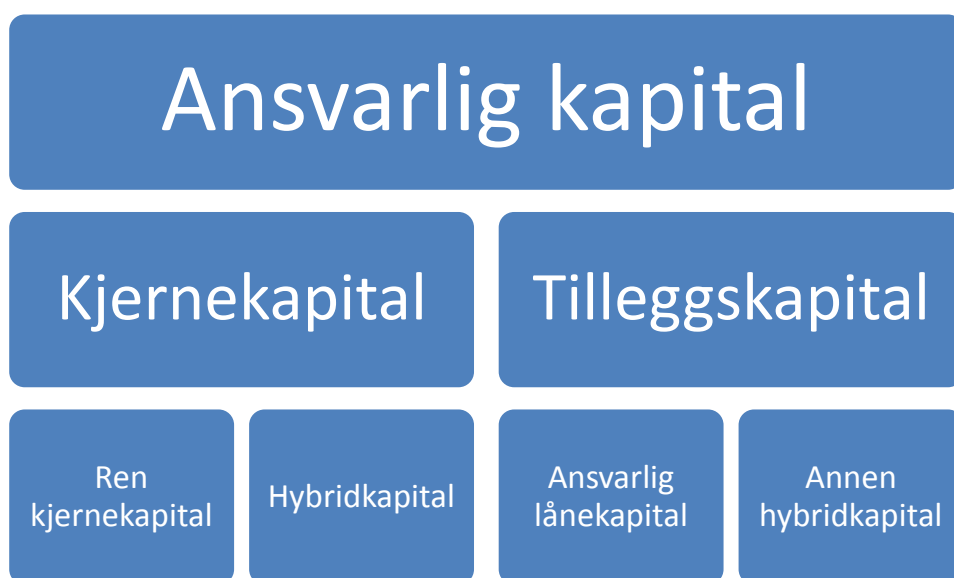 Ansvarlig kapital
Kjernekapital
Tilleggskapital
Ren
kjernekapital
Hybridkapital
Ansvarlig
lånekapital
Annen
hybridkapital